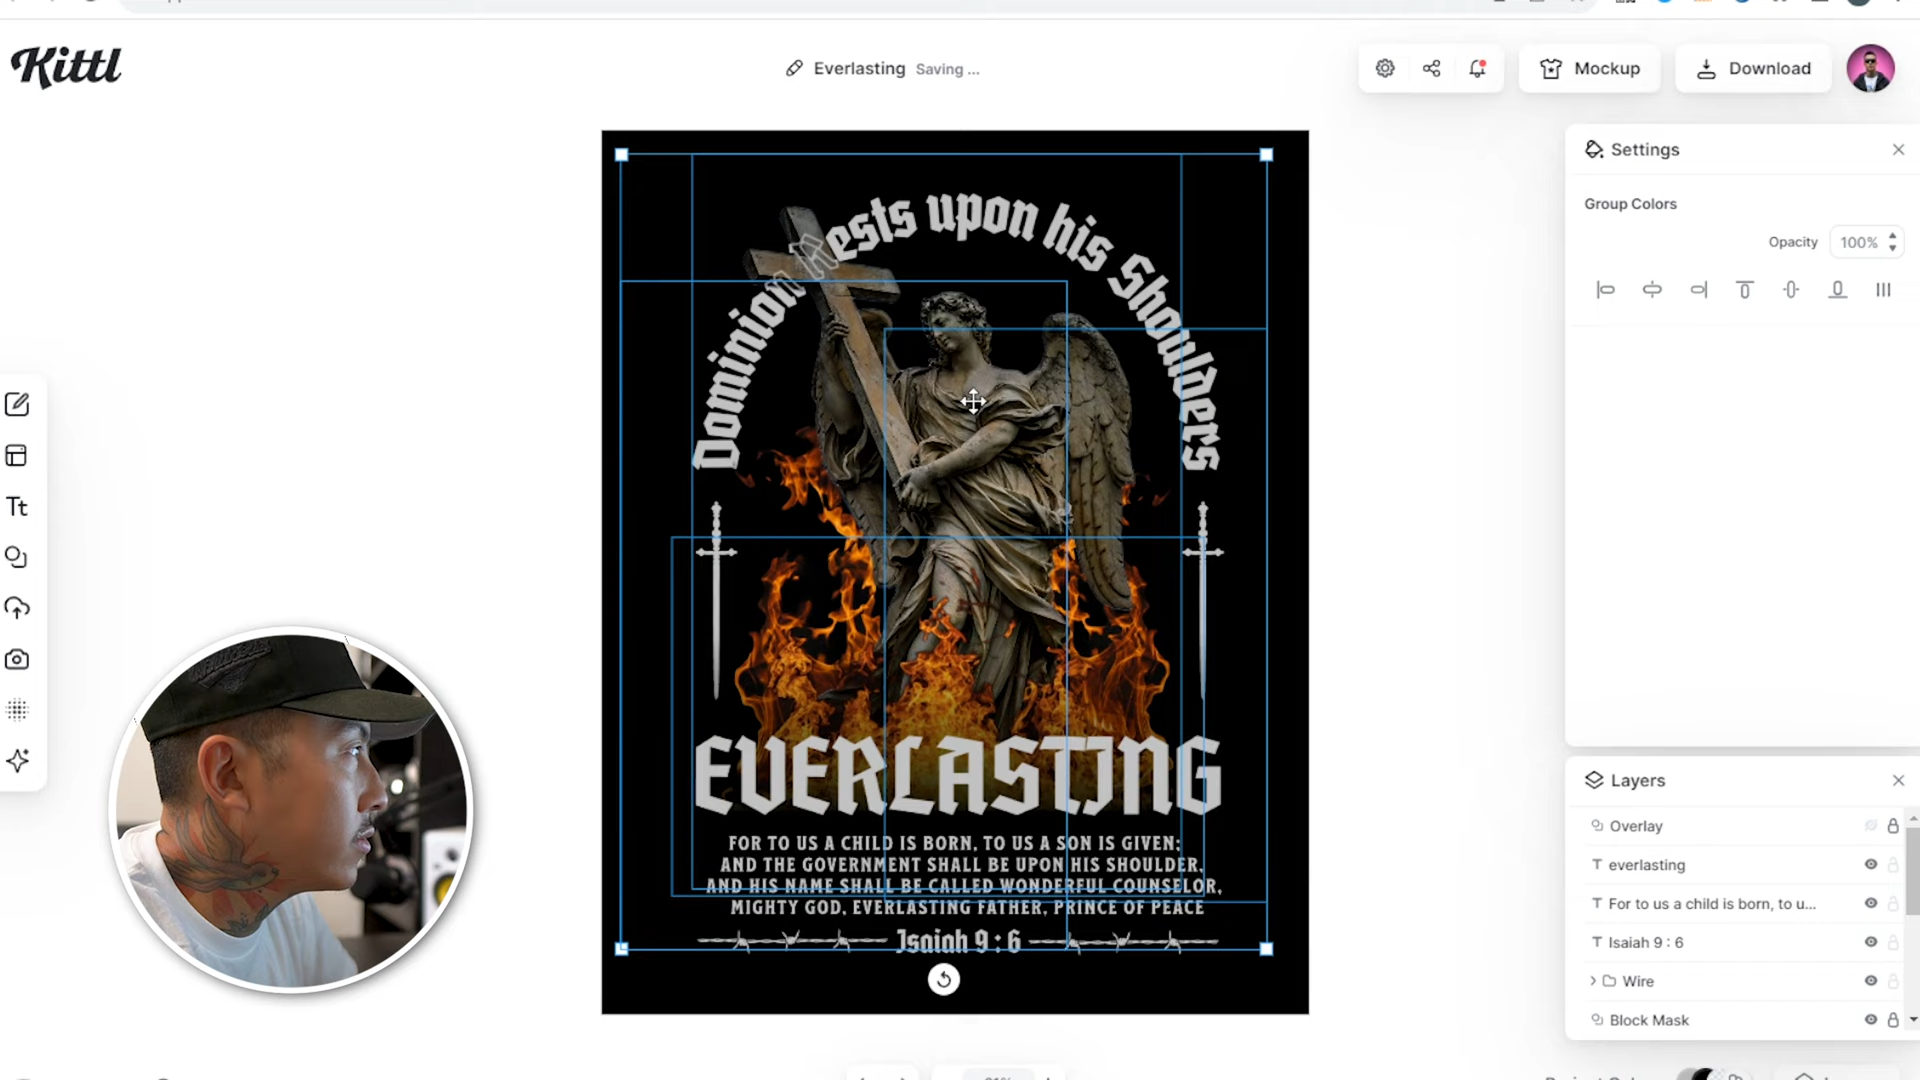 Kittl
Everlasting Saving ...
Mockup
Download
Settings
Group Colors
Opacity 100%
Dominion Rests upon his Shoulders
EVERLASTING
FOR TO US A CHILD IS BORN, TO US A SON IS GIVEN;
AND THE GOVERNMENT SHALL BE UPON HIS SHOULDER,
AND HIS NAME SHALL BE CALLED WONDERFUL COUNSELOR,
MIGHTY GOD, EVERLASTING FATHER, PRINCE OF PEACE
Isaiah 9 : 6
Tt
Layers
Overlay
T everlasting
T For to us a child is born, to u...
T Isaiah 9 : 6
Wire
Block Mask